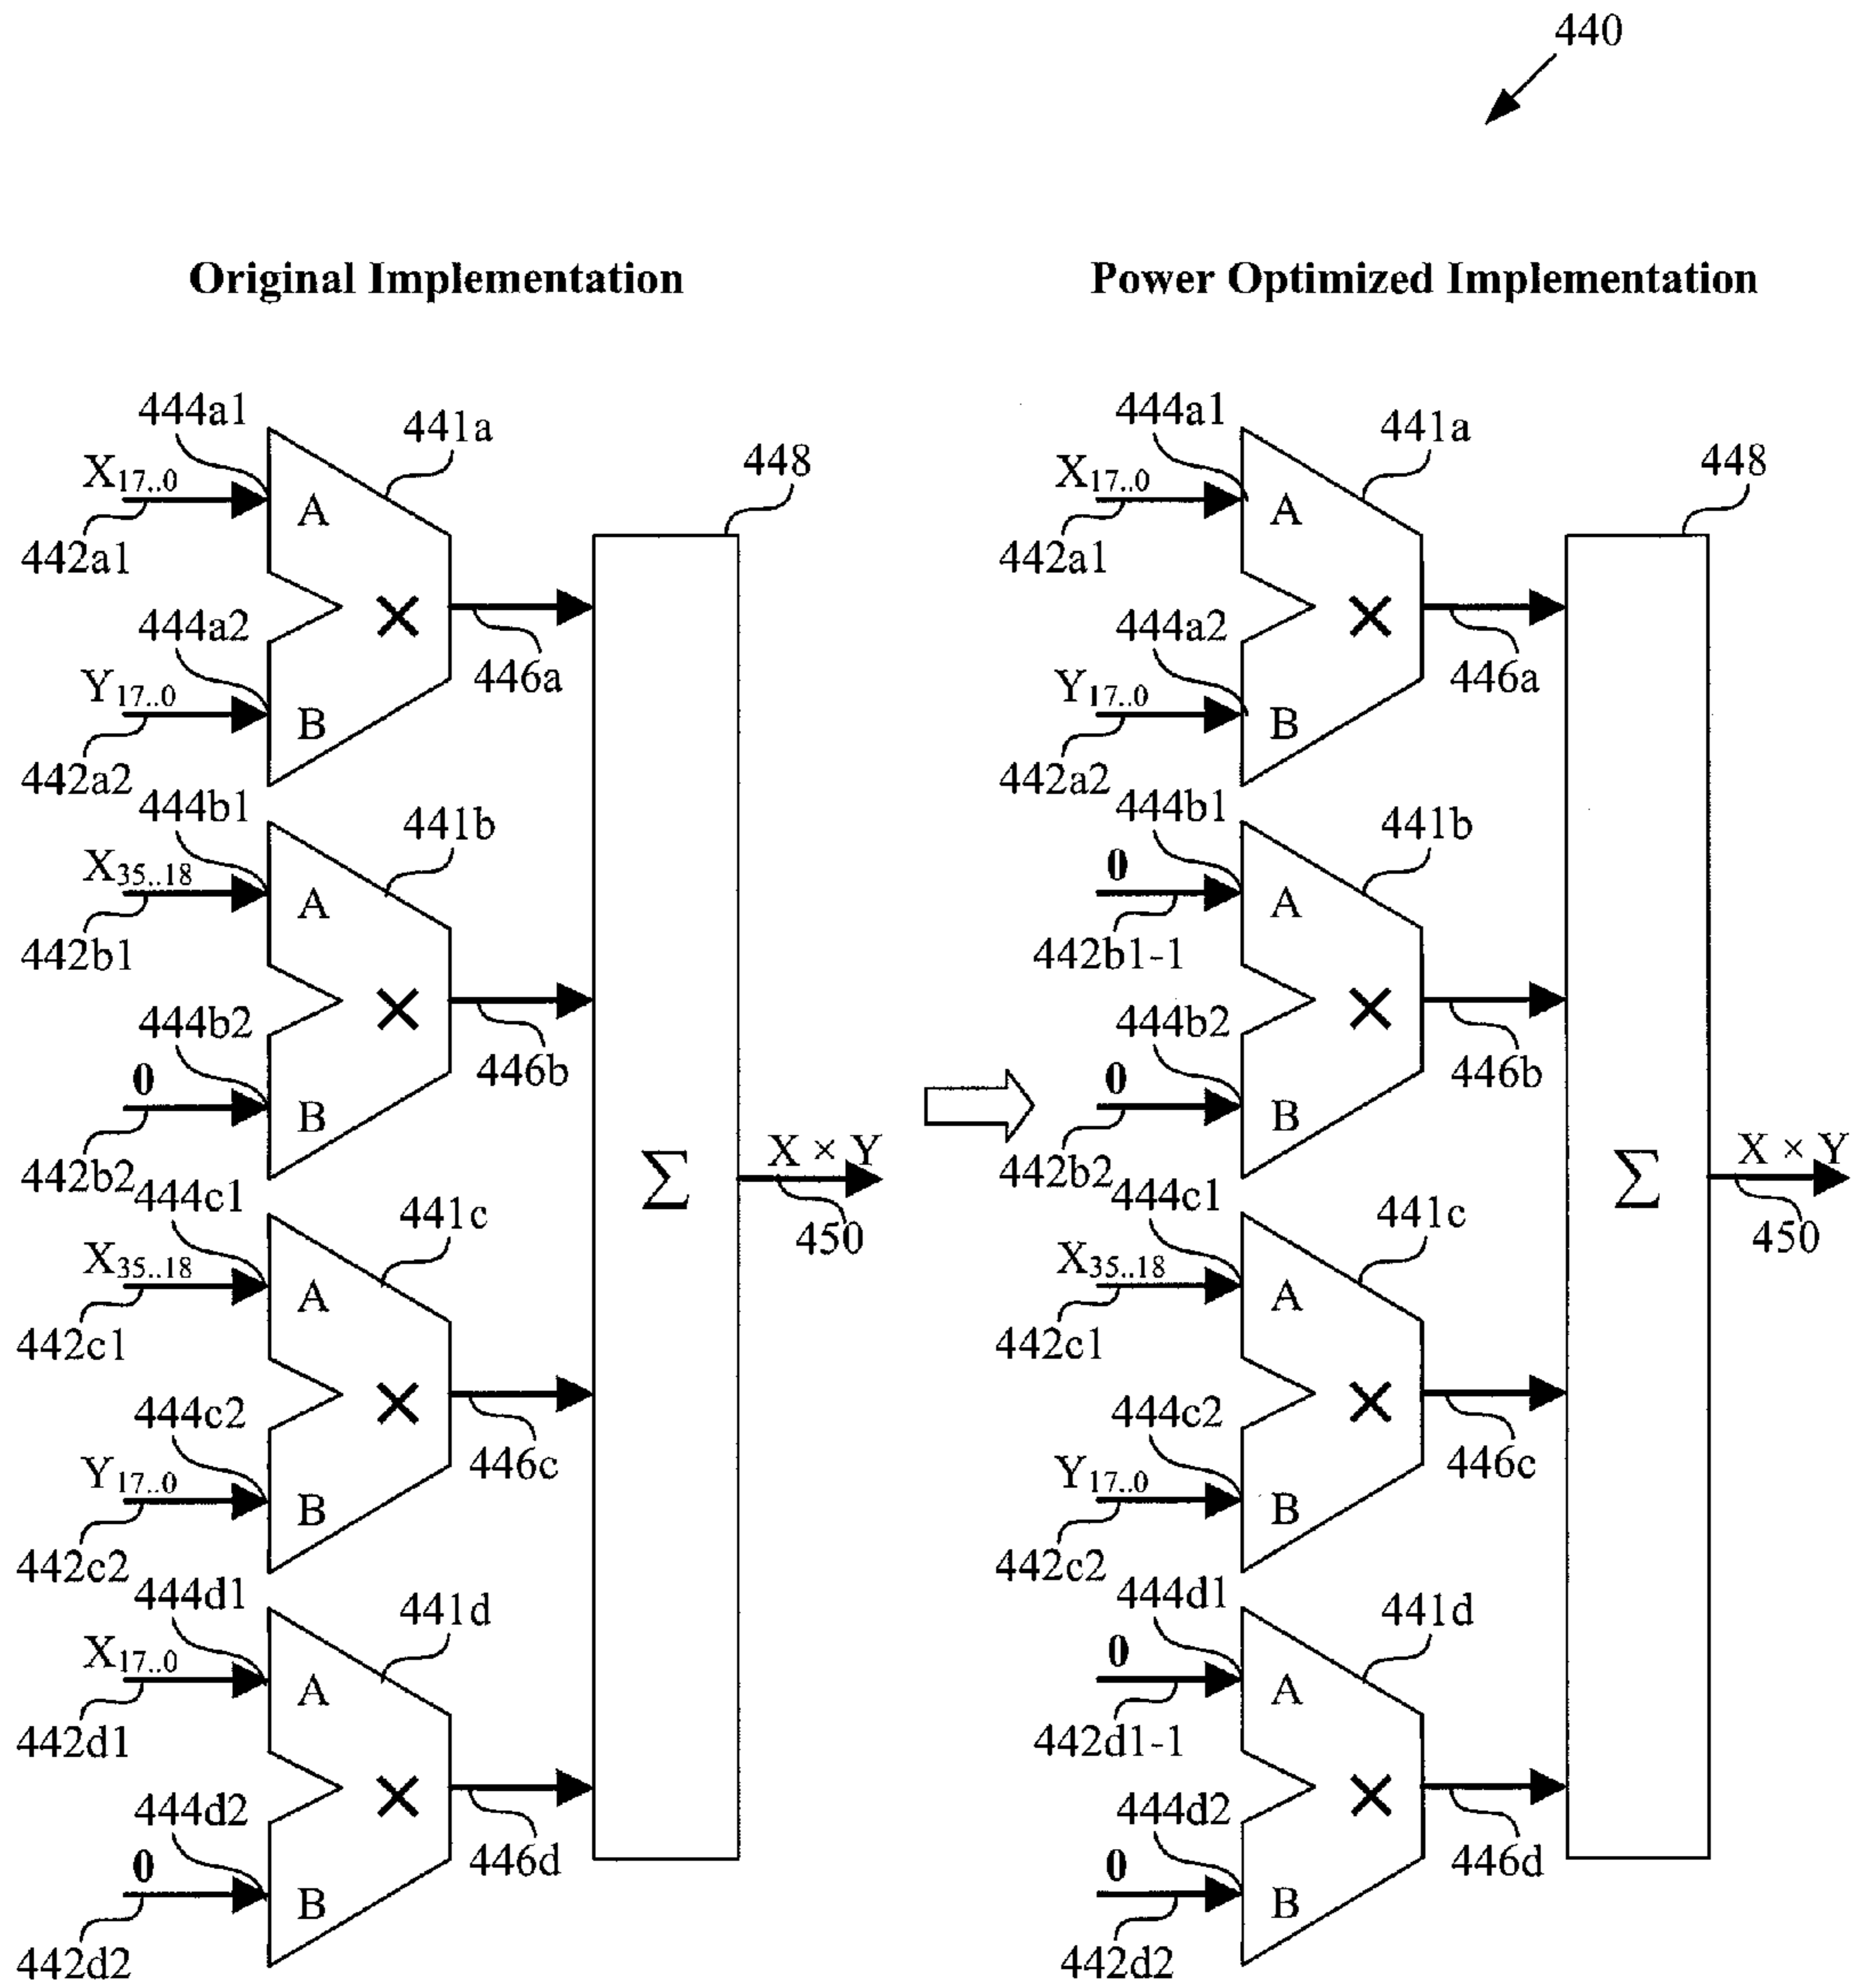 440
Original Implementation
444a1
441a
X17..0
A
442a1
444a2
×
446a
Y17..0
B
442a2
444b1
441b
X35..18
A
442b1
444b2
×
446b
0
B
442b2
444c1
441c
X35..18
A
442c1
444c2
×
446c
Y17..0
B
442c2
444d1
441d
X17..0
A
442d1
444d2
×
446d
0
B
442d2
448
Σ
X × Y
450
Power Optimized Implementation
444a1
441a
X17..0
A
442a1
444a2
×
446a
Y17..0
B
442a2
444b1
441b
0
A
442b1-1
444b2
×
446b
0
B
442b2
444c1
441c
X35..18
A
442c1
444c2
×
446c
Y17..0
B
442c2
444d1
441d
0
A
442d1-1
444d2
×
446d
0
B
442d2
448
Σ
X × Y
450